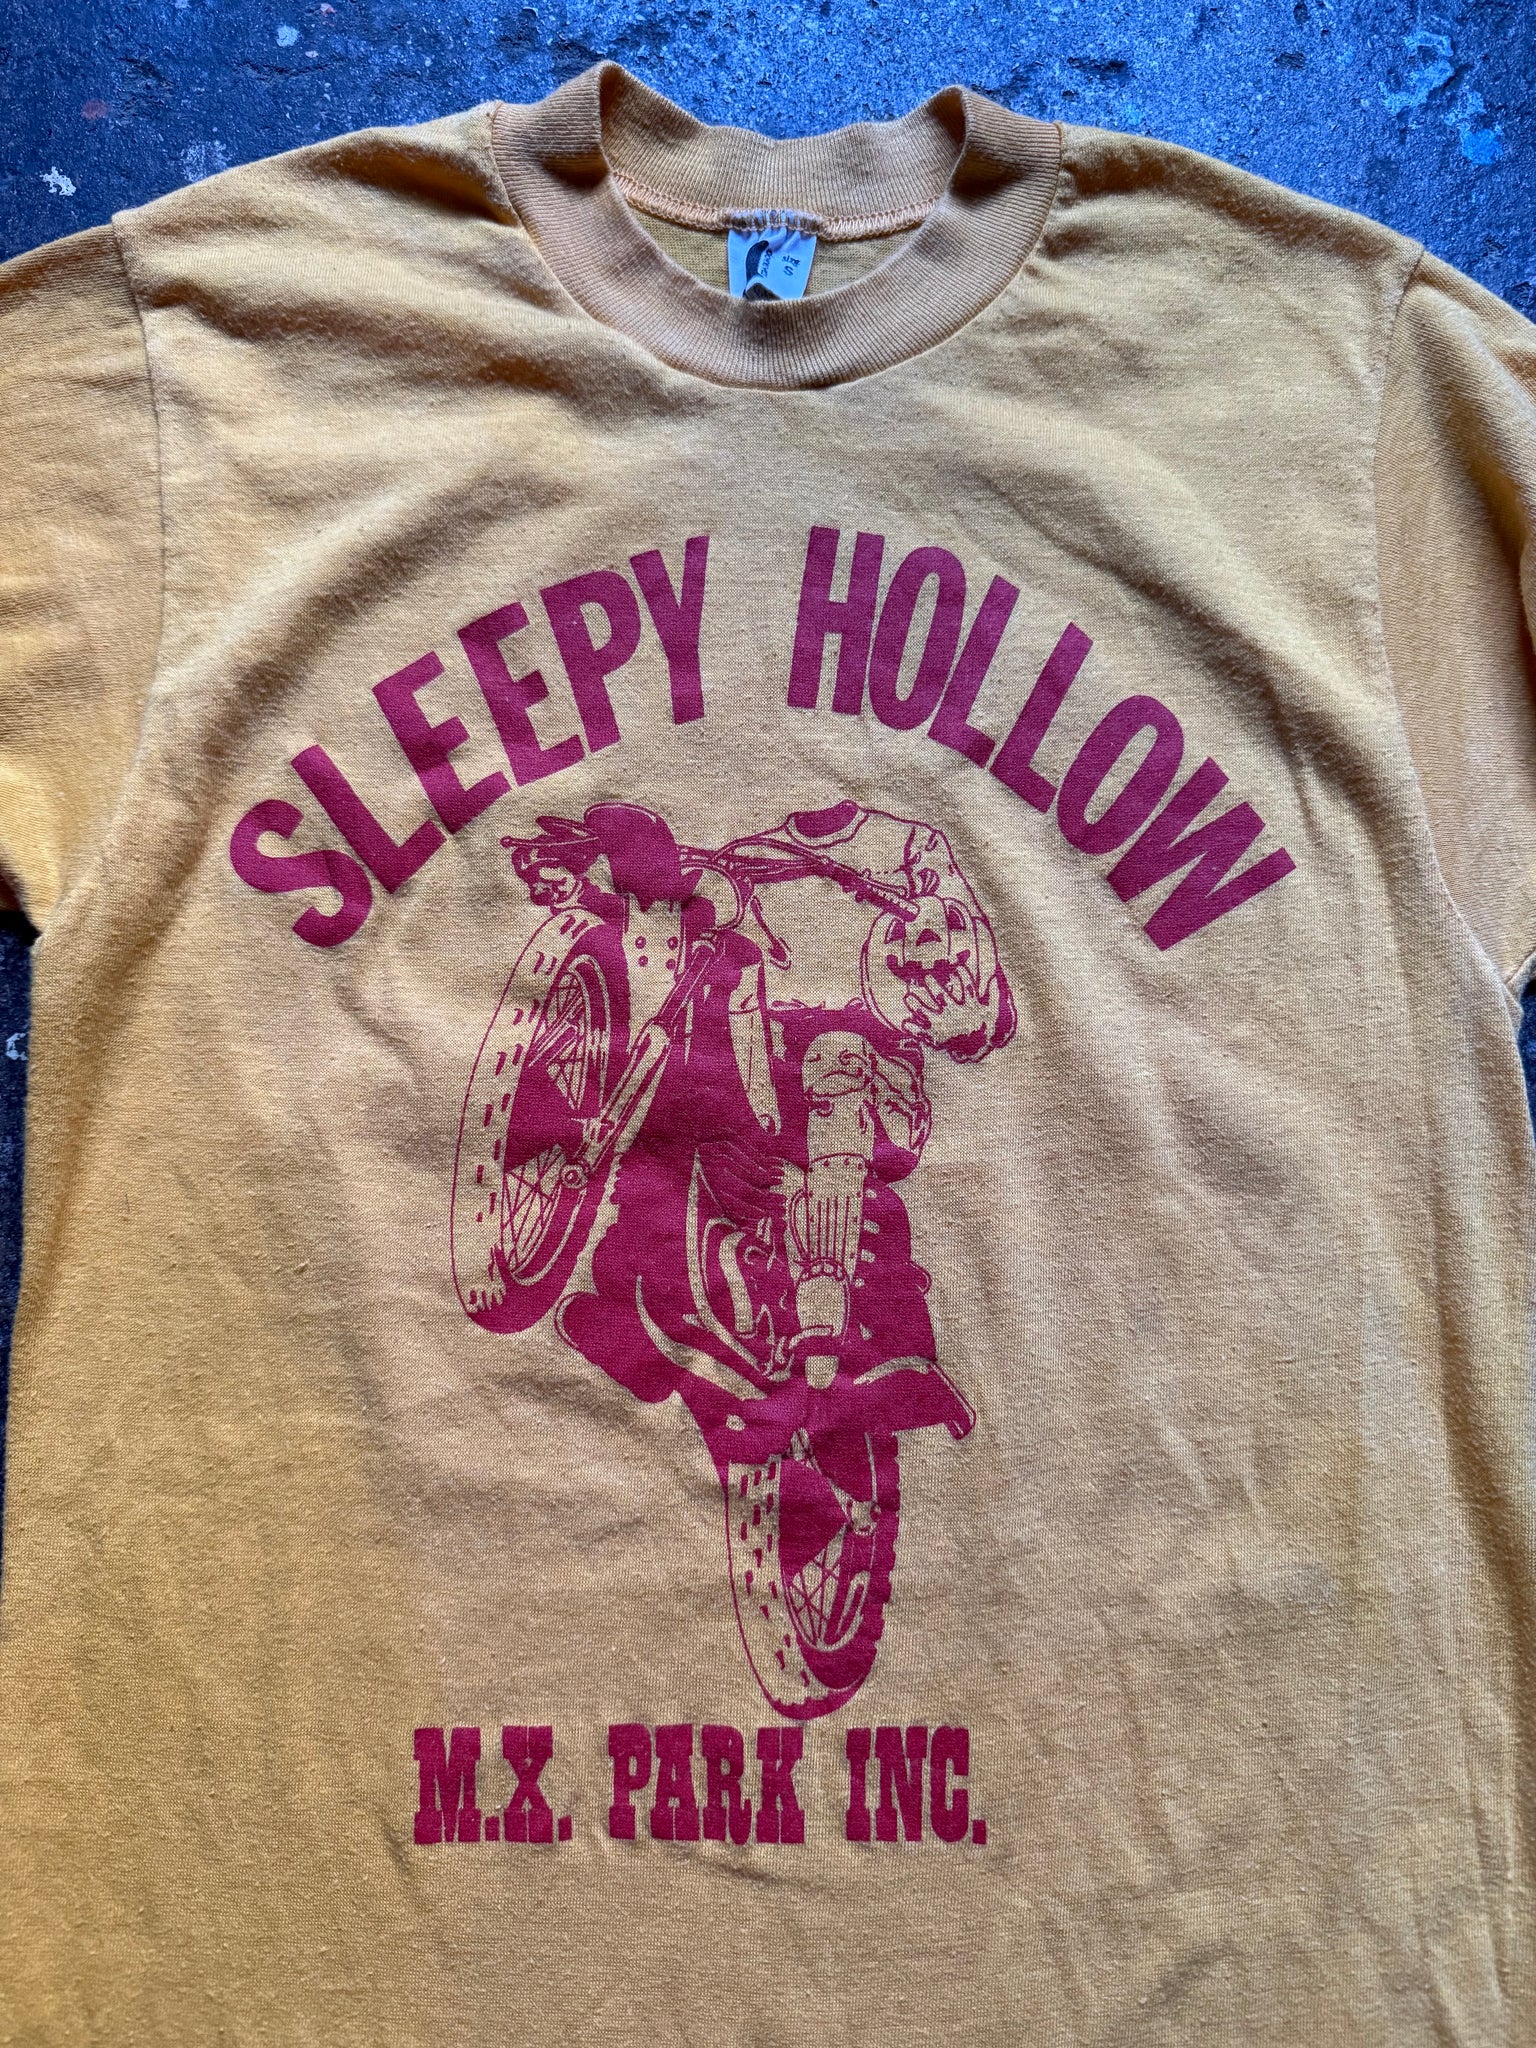 SLEEPY HOLLOW
M.X. PARK INC.